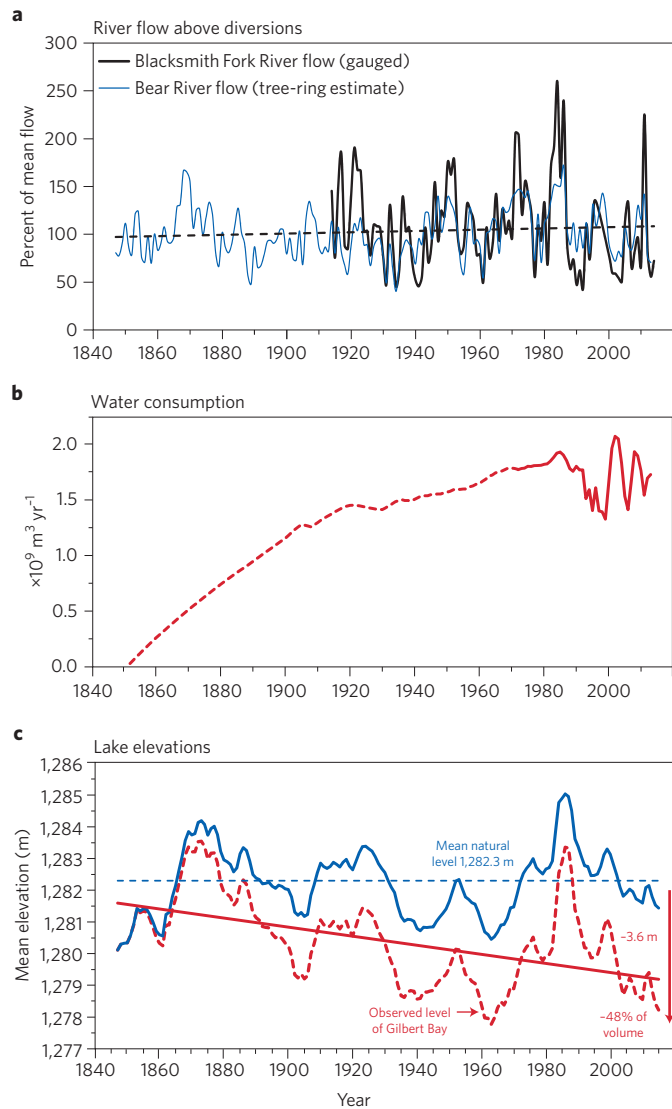 a
River flow above diversions
300
250
200
150
100
50
0
Percent of mean flow
Blacksmith Fork River flow (gauged)
Bear River flow (tree-ring estimate)
1840 1860 1880 1900 1920 1940 1960 1980 2000
b
Water consumption
2.0
1.5
1.0
0.5
0.0
×10⁹ m³ yr⁻¹
1840 1860 1880 1900 1920 1940 1960 1980 2000
c
Lake elevations
1,286
1,285
1,284
1,283
1,282
1,281
1,280
1,279
1,278
1,277
Mean elevation (m)
Mean natural
level 1,282.3 m
–3.6 m
Observed level
of Gilbert Bay
–48% of
volume
1840 1860 1880 1900 1920 1940 1960 1980 2000
Year